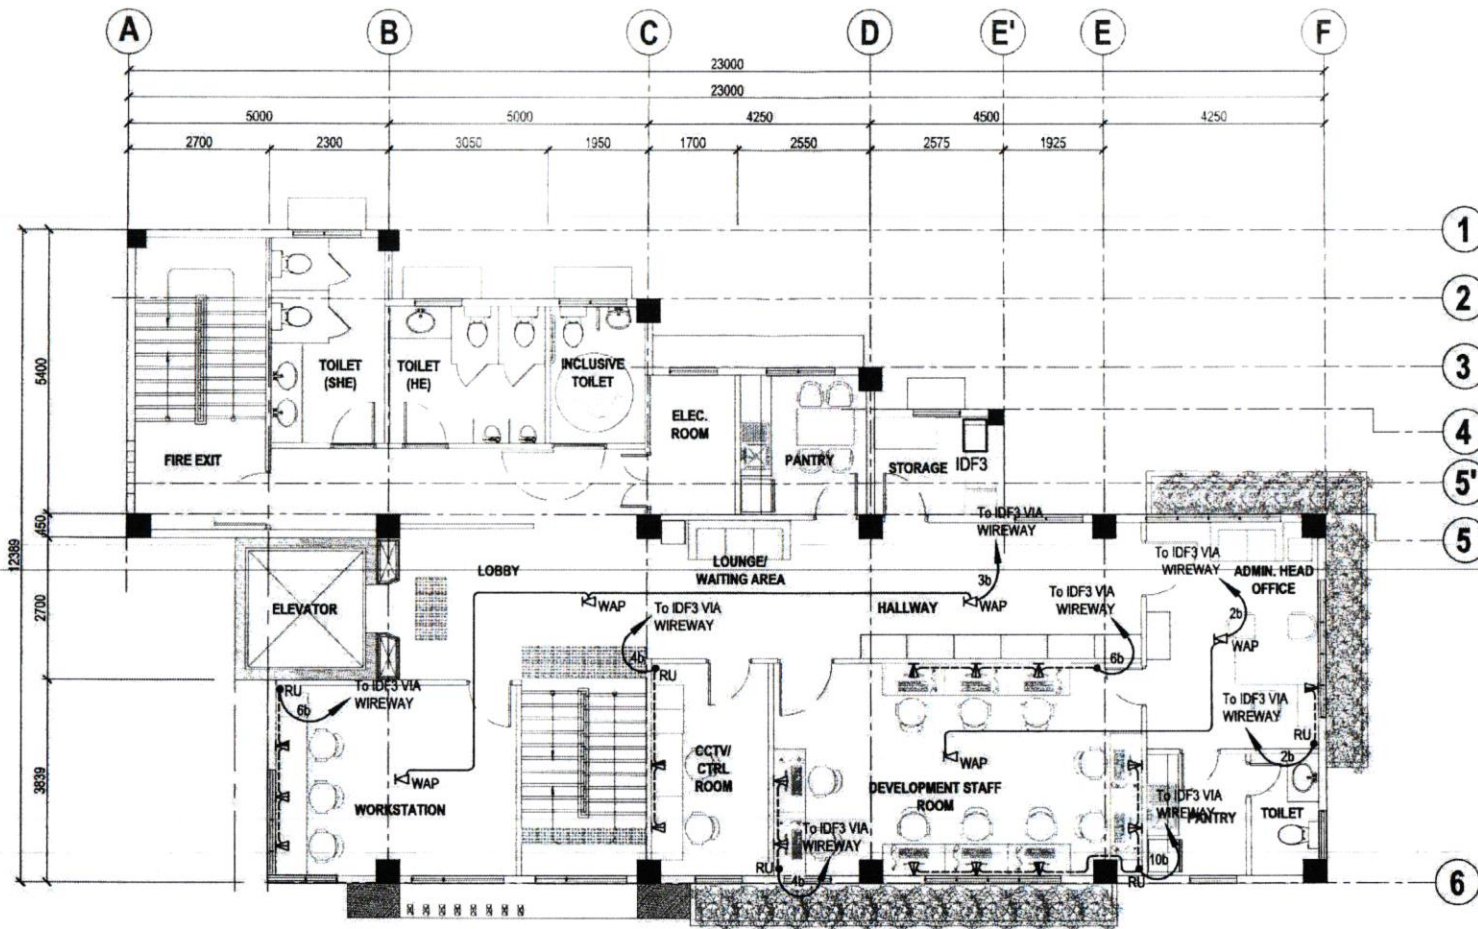 A B C D E' E F
23000
23000
5000 5000 4250 4500 4250
2700 2300 3050 1950 1700 2550 2575 1925
1
2
3
4
5'
5
6
12389
5400
450
2700
3839
TOILET
(SHE)
TOILET
(HE)
INCLUSIVE
TOILET
ELEC.
ROOM
PANTRY
STORAGE
IDF3
FIRE EXIT
To IDF3 VIA
WIREWAY
3b
LOBBY
LOUNGE/
WAITING AREA
ELEVATOR
WAP
HALLWAY
WAP
To IDF3 VIA
WIREWAY
4b
RU
To IDF3 VIA
WIREWAY
6b
To IDF3 VIA
WIREWAY
2b
WAP
ADMIN. HEAD
OFFICE
RU
6b
To IDF3 VIA
WIREWAY
WAP
WORKSTATION
CCTV/
CTRL
ROOM
WAP
DEVELOPMENT STAFF
ROOM
To IDF3 VIA
WIREWAY
RU
2b
To IDF3 VIA
WIREWAY
RU
4b
To IDF3 VIA
WIREWAY
PANTRY
10b
RU
TOILET